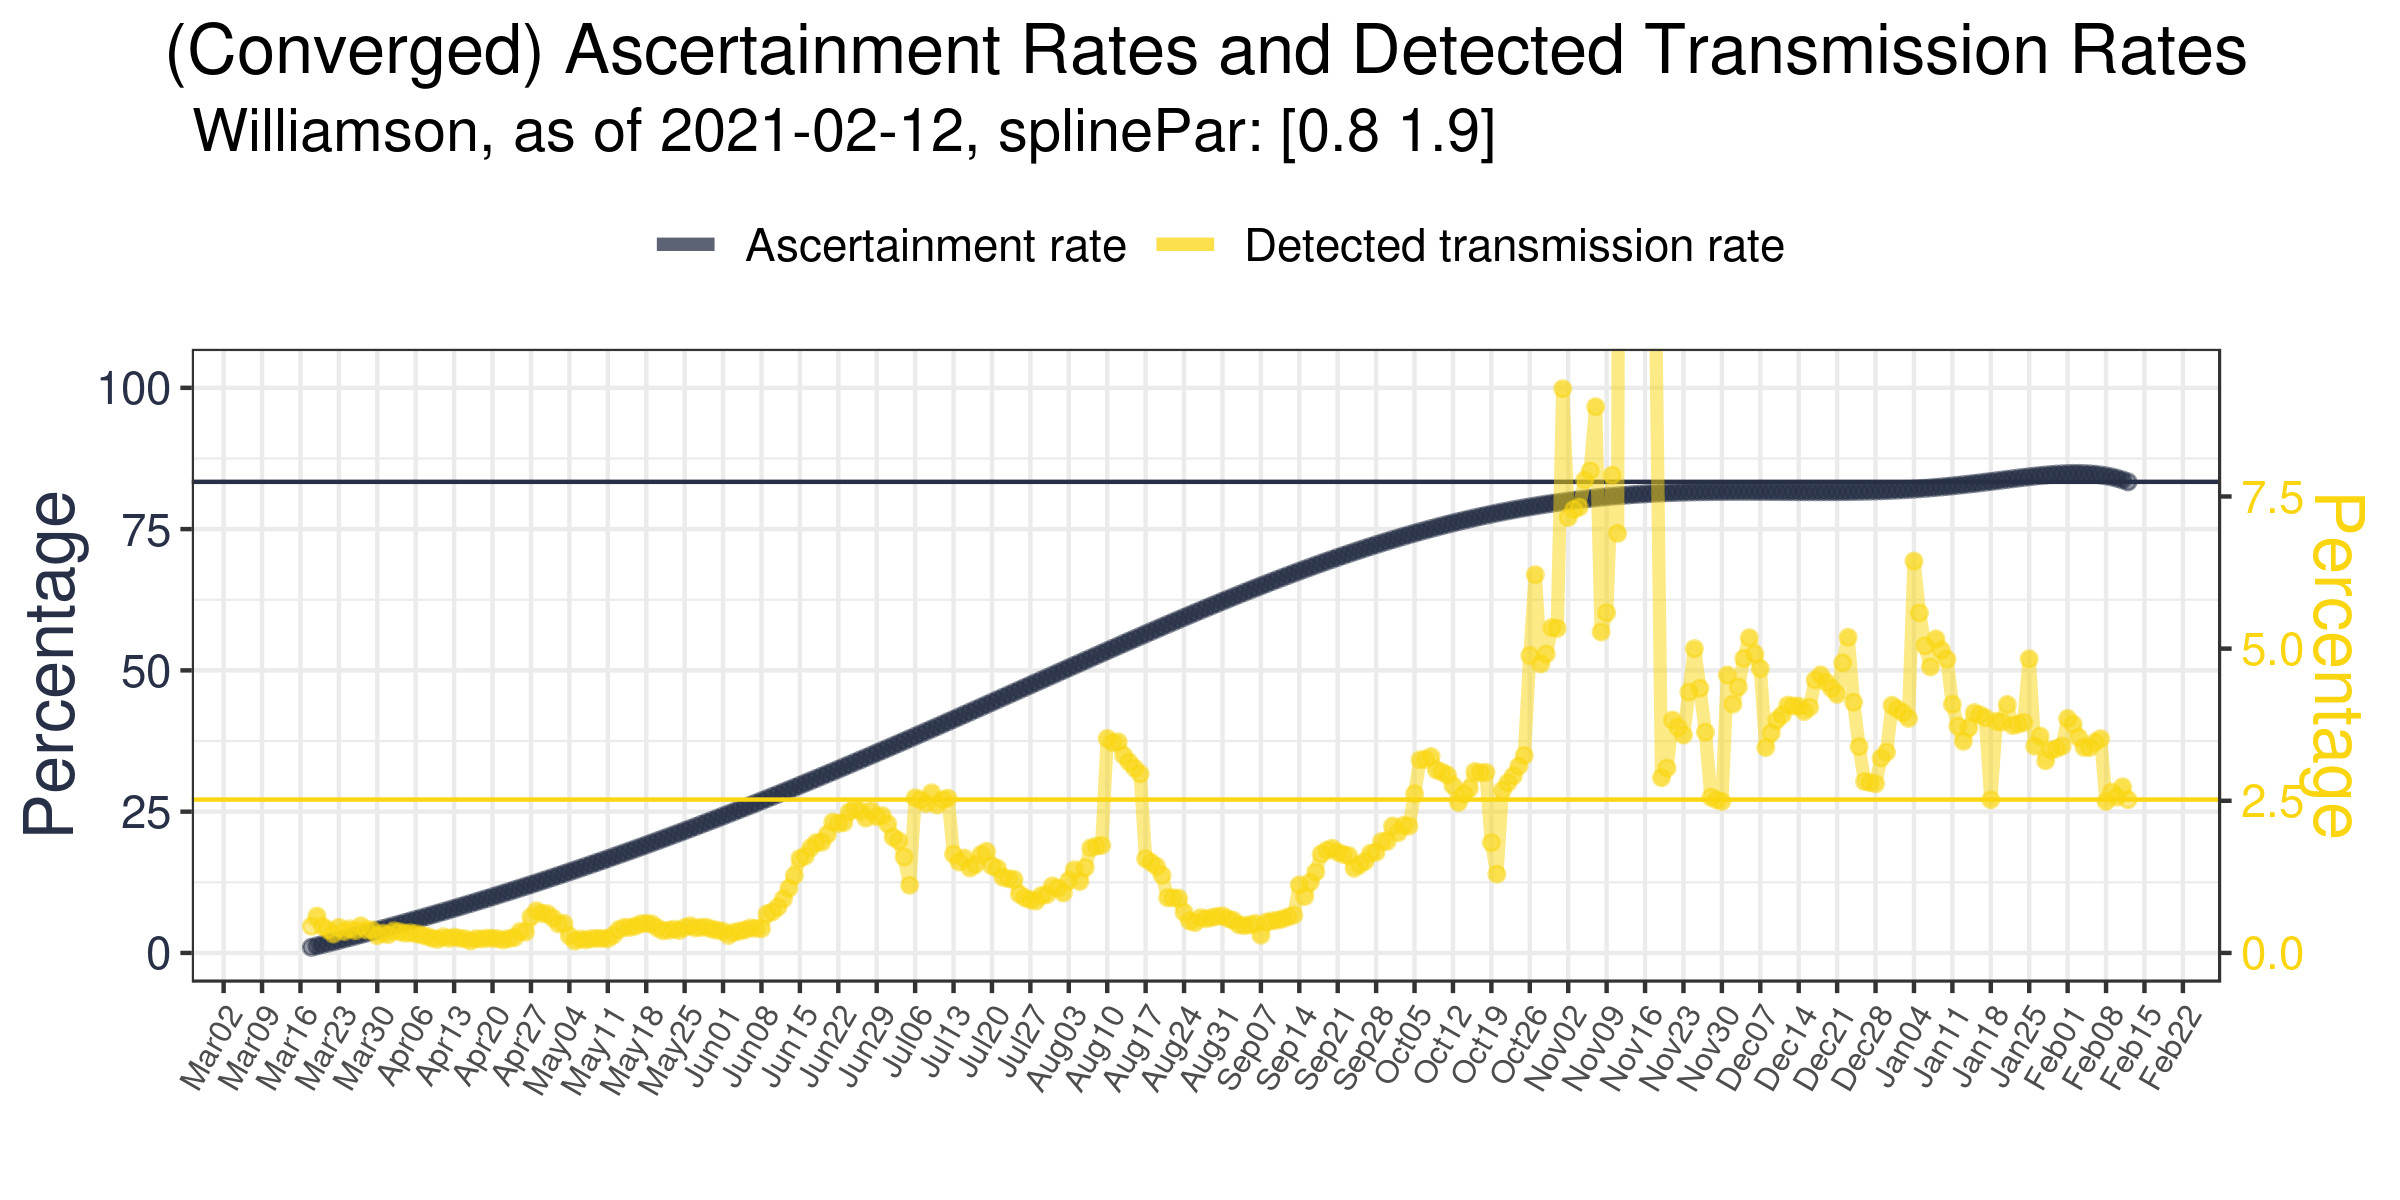 (Converged) Ascertainment Rates and Detected Transmission Rates
Williamson, as of 2021-02-12, splinePar: [0.8 1.9]
Ascertainment rate
Detected transmission rate
Percentage
100
75
50
25
0
7.5
5.0
2.5
0.0
Percentage
Mar02
Mar09
Mar16
Mar23
Mar30
Apr06
Apr13
Apr20
Apr27
May04
May11
May18
May25
Jun01
Jun08
Jun15
Jun22
Jun29
Jul06
Jul13
Jul20
Jul27
Aug03
Aug10
Aug17
Aug24
Aug31
Sep07
Sep14
Sep21
Sep28
Oct05
Oct12
Oct19
Oct26
Nov02
Nov09
Nov16
Nov23
Nov30
Dec07
Dec14
Dec21
Dec28
Jan04
Jan11
Jan18
Jan25
Feb01
Feb08
Feb15
Feb22